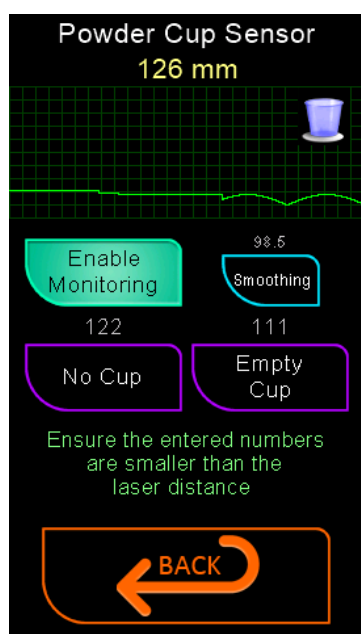 Powder Cup Sensor
126 mm
Enable
Monitoring
98.5
Smoothing
122
No Cup
111
Empty
Cup
Ensure the entered numbers
are smaller than the
laser distance
BACK